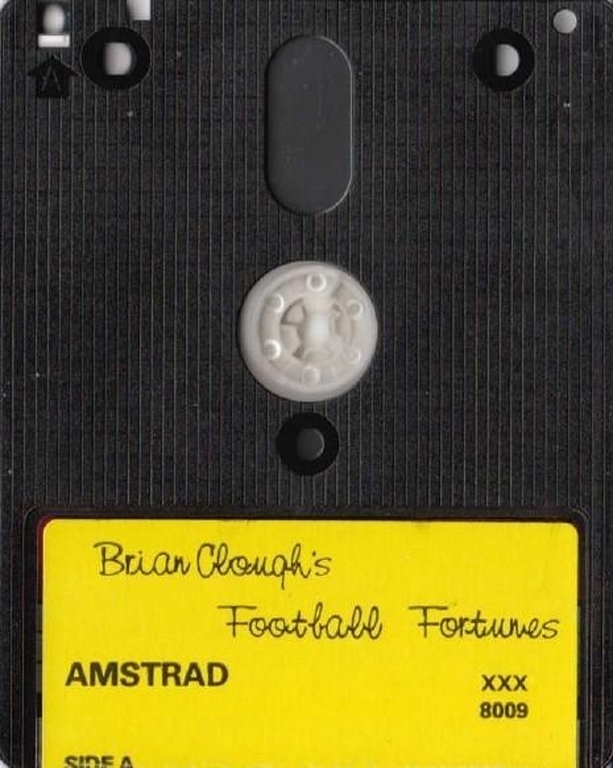 A
Brian Clough's
Football Fortunes
AMSTRAD
XXX
8009
SIDE A